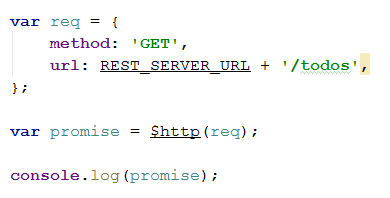 var req = {
    method: 'GET',
    url: REST_SERVER_URL + '/todos',
};
var promise = $http(req);
console.log(promise);